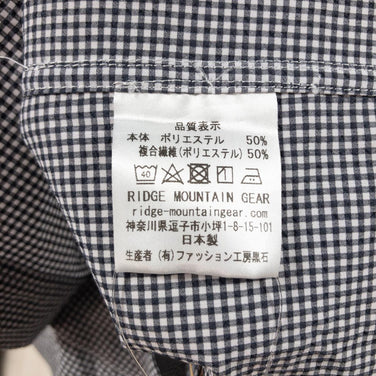 品質表示
本体 ポリエステル 50%
複合繊維(ポリエステル) 50%
40
RIDGE MOUNTAIN GEAR
ridge-mountaingear.com
神奈川県逗子市小坪1-8-15-101
日本製
生産者 (有)ファッション工房黒石